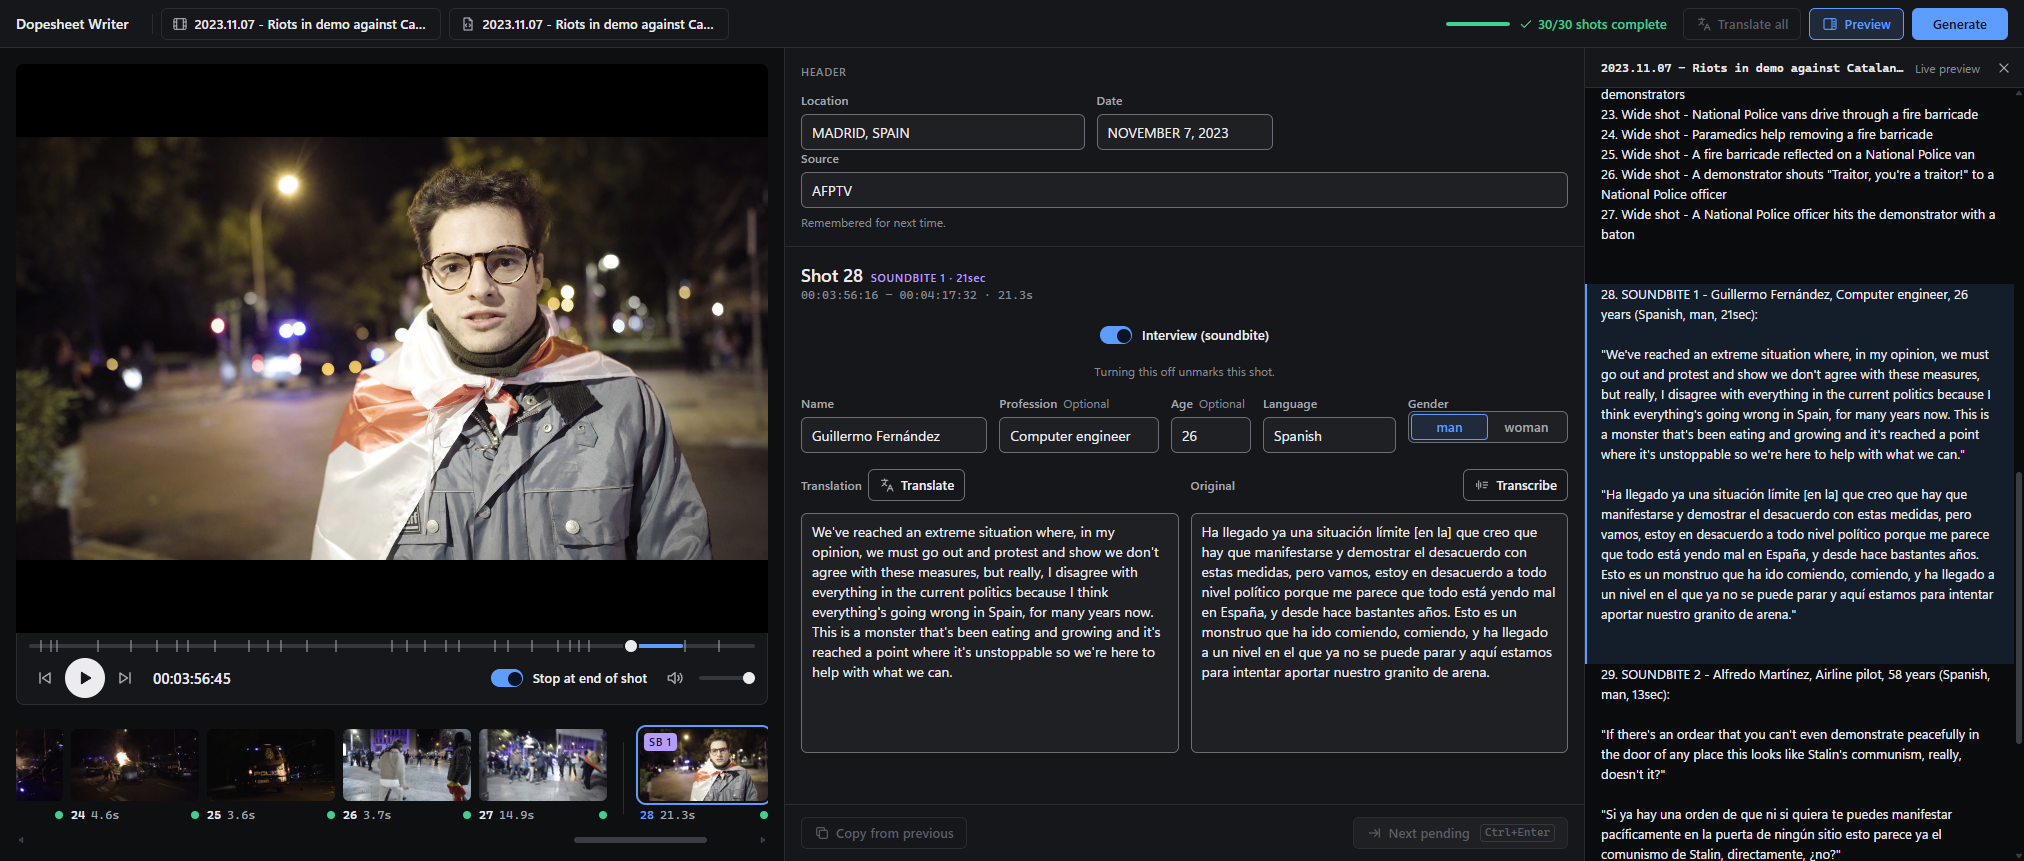 Dopesheet Writer
2023.11.07 - Riots in demo against Ca...
2023.11.07 - Riots in demo against Ca...
30/30 shots complete
Translate all
Preview
Generate
00:03:56:45
Stop at end of shot
SB 1
24 4.6s
25 3.6s
26 3.7s
27 14.9s
28 21.3s
HEADER
Location
Date
MADRID, SPAIN
NOVEMBER 7, 2023
Source
AFPTV
Remembered for next time.
Shot 28 SOUNDBITE 1 · 21sec
00:03:56:16 – 00:04:17:32 · 21.3s
Interview (soundbite)
Turning this off unmarks this shot.
Name
Profession Optional
Age Optional
Language
Gender
Guillermo Fernández
Computer engineer
26
Spanish
man
woman
Translation
Translate
Original
Transcribe
We've reached an extreme situation where, in my
opinion, we must go out and protest and show we don't
agree with these measures, but really, I disagree with
everything in the current politics because I think
everything's going wrong in Spain, for many years now.
This is a monster that's been eating and growing and it's
reached a point where it's unstoppable so we're here to
help with what we can.
Ha llegado ya una situación límite [en la] que creo que
hay que manifestarse y demostrar el desacuerdo con
estas medidas, pero vamos, estoy en desacuerdo a todo
nivel político porque me parece que todo está yendo mal
en España, y desde hace bastantes años. Esto es un
monstruo que ha ido comiendo, comiendo, y ha llegado
a un nivel en el que ya no se puede parar y aquí estamos
para intentar aportar nuestro granito de arena.
Copy from previous
Next pending Ctrl+Enter
2023.11.07 – Riots in demo against Catalan…
Live preview
demonstrators
23. Wide shot - National Police vans drive through a fire barricade
24. Wide shot - Paramedics help removing a fire barricade
25. Wide shot - A fire barricade reflected on a National Police van
26. Wide shot - A demonstrator shouts "Traitor, you're a traitor!" to a
National Police officer
27. Wide shot - A National Police officer hits the demonstrator with a
baton
28. SOUNDBITE 1 - Guillermo Fernández, Computer engineer, 26
years (Spanish, man, 21sec):
"We've reached an extreme situation where, in my opinion, we must
go out and protest and show we don't agree with these measures,
but really, I disagree with everything in the current politics because I
think everything's going wrong in Spain, for many years now. This is
a monster that's been eating and growing and it's reached a point
where it's unstoppable so we're here to help with what we can."
"Ha llegado ya una situación límite [en la] que creo que hay que
manifestarse y demostrar el desacuerdo con estas medidas, pero
vamos, estoy en desacuerdo a todo nivel político porque me parece
que todo está yendo mal en España, y desde hace bastantes años.
Esto es un monstruo que ha ido comiendo, comiendo, y ha llegado a
un nivel en el que ya no se puede parar y aquí estamos para intentar
aportar nuestro granito de arena."
29. SOUNDBITE 2 - Alfredo Martínez, Airline pilot, 58 years (Spanish,
man, 13sec):
"If there's an ordear that you can't even demonstrate peacefully in
the door of any place this looks like Stalin's communism, really,
doesn't it?"
"Si ya hay una orden de que ni si quiera te puedes manifestar
pacíficamente en la puerta de ningún sitio esto parece ya el
comunismo de Stalin, directamente, ¿no?"